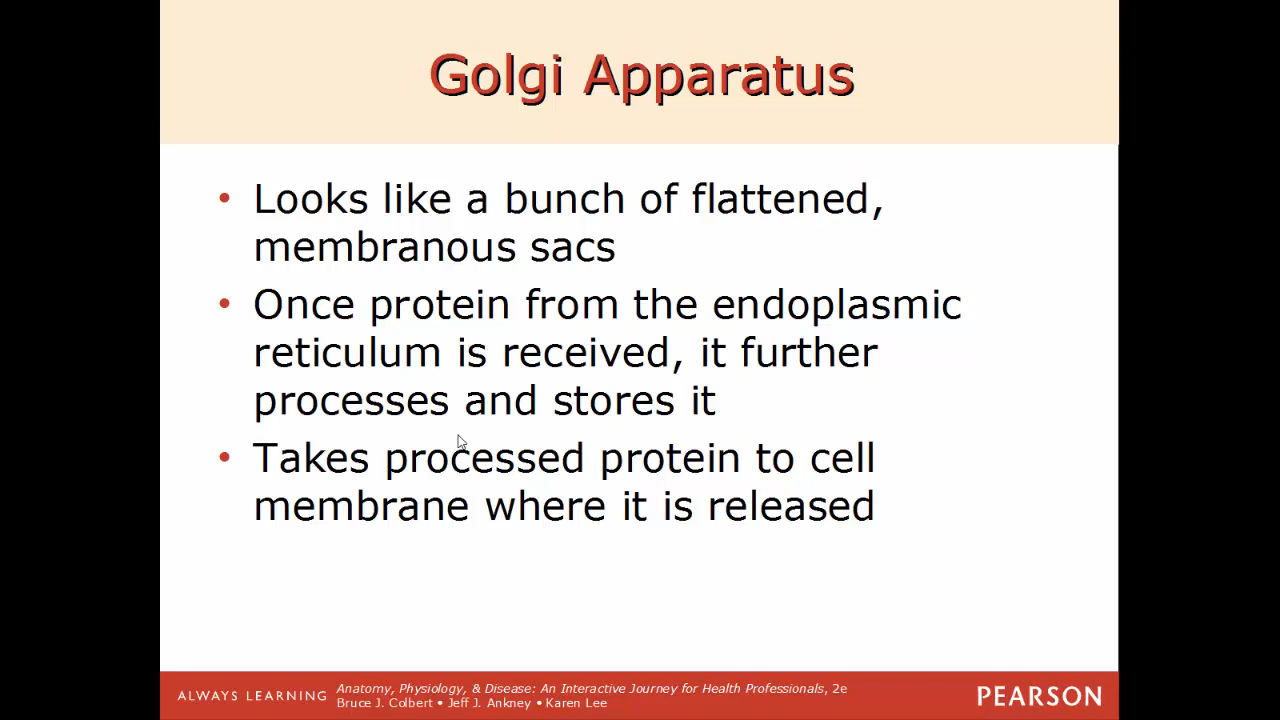 Golgi Apparatus
• Looks like a bunch of flattened,
membranous sacs
• Once protein from the endoplasmic
reticulum is received, it further
processes and stores it
• Takes processed protein to cell
membrane where it is released
ALWAYS LEARNING
Anatomy, Physiology, & Disease: An Interactive Journey for Health Professionals, 2e
Bruce J. Colbert • Jeff J. Ankney • Karen Lee
PEARSON